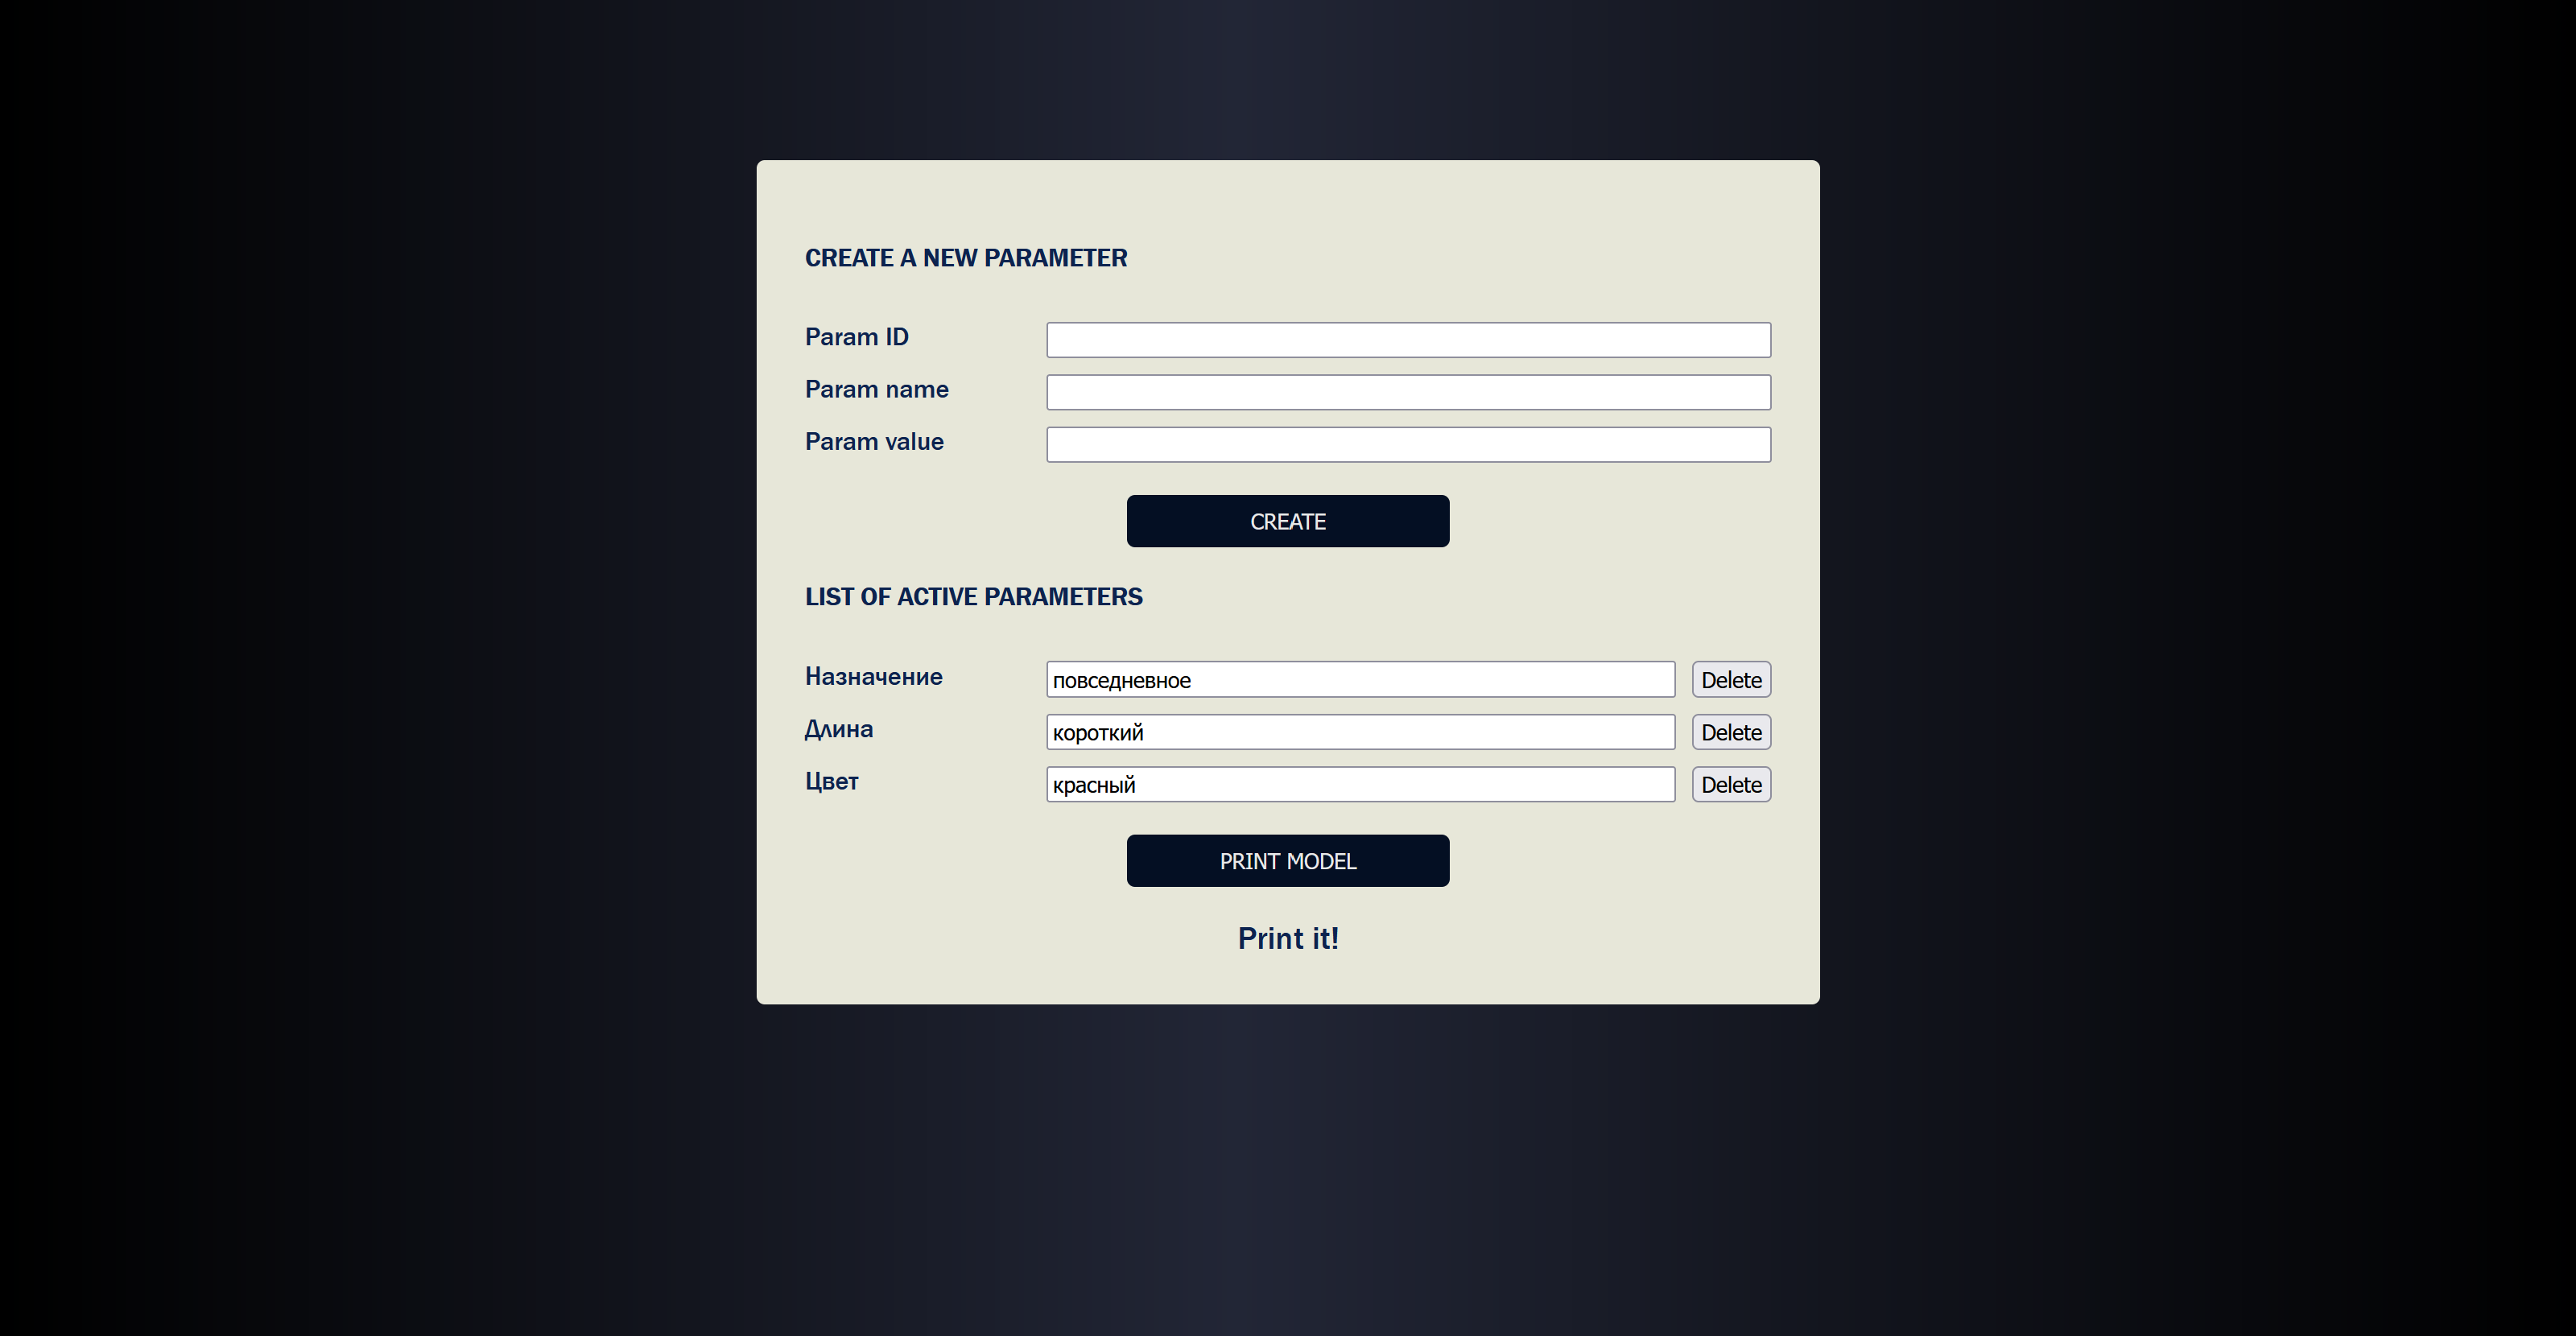 CREATE A NEW PARAMETER
Param ID
Param name
Param value
CREATE
LIST OF ACTIVE PARAMETERS
Назначение повседневное Delete
Длина короткий Delete
Цвет красный Delete
PRINT MODEL
Print it!